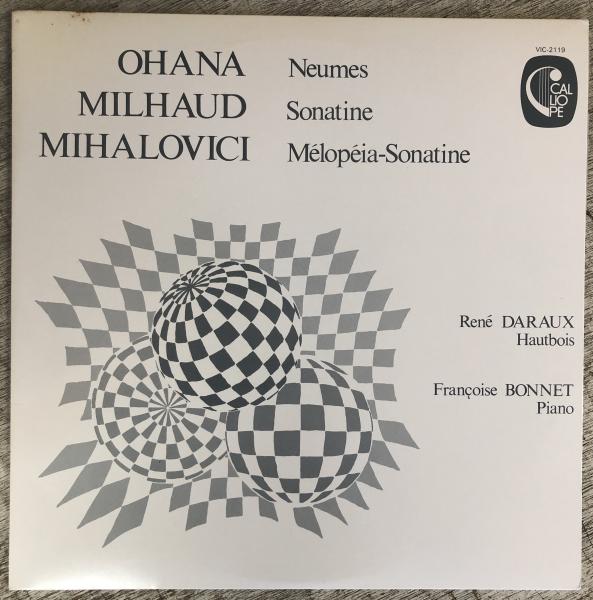 VIC-2119
CAL
LIO
PE
OHANA Neumes
MILHAUD Sonatine
MIHALOVICI Mélopéia-Sonatine
René DARAUX
Hautbois
Françoise BONNET
Piano